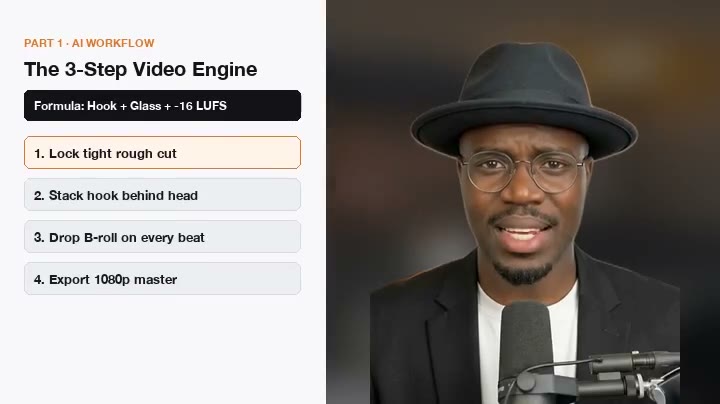 PART 1 · AI WORKFLOW
The 3-Step Video Engine
Formula: Hook + Glass + -16 LUFS
1. Lock tight rough cut
2. Stack hook behind head
3. Drop B-roll on every beat
4. Export 1080p master